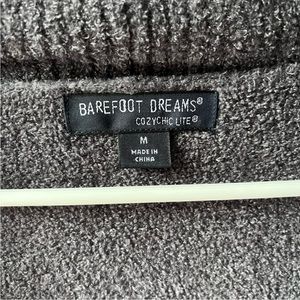 BAREFOOT DREAMS®
COZYCHIC LITE®
M
MADE IN
CHINA